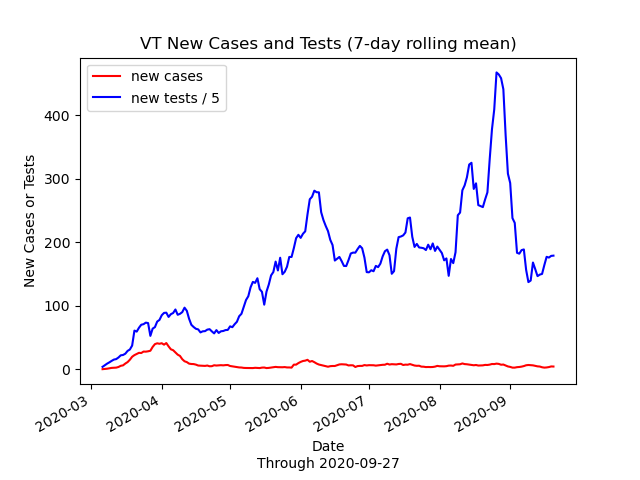 VT New Cases and Tests (7-day rolling mean)
new cases
new tests / 5
New Cases or Tests
400
300
200
100
0
2020-03
2020-04
2020-05
2020-06
2020-07
2020-08
2020-09
Date
Through 2020-09-27